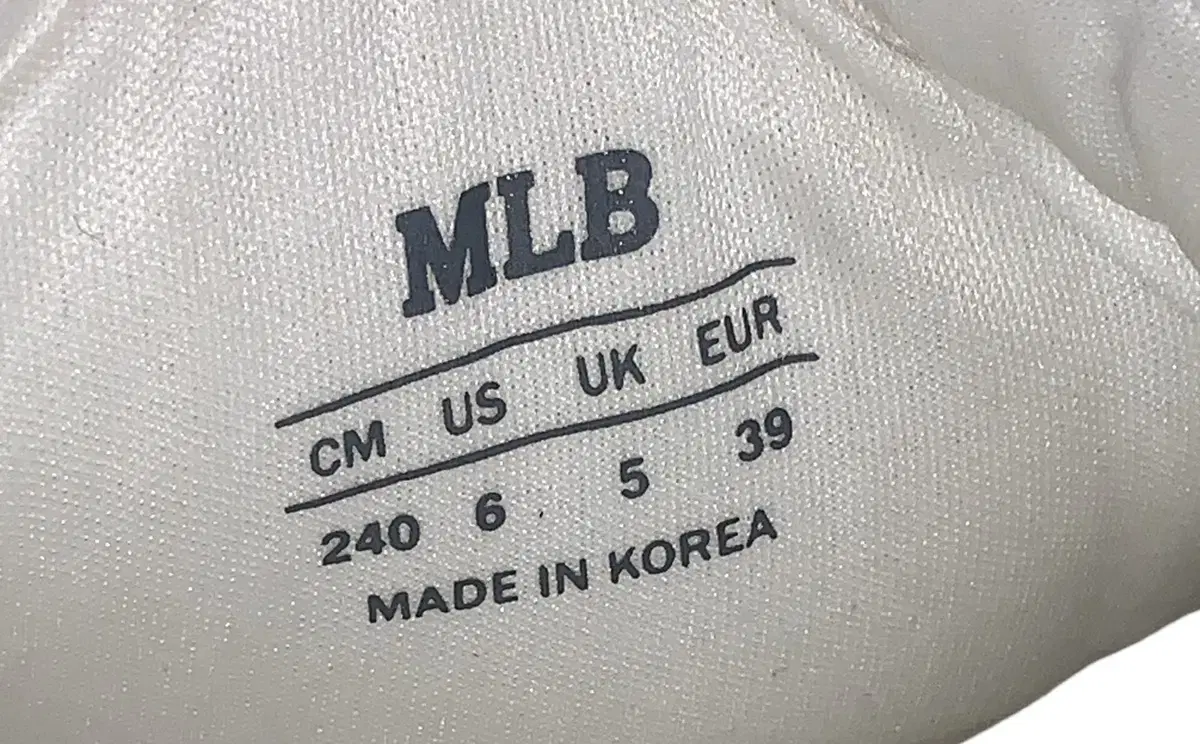 MLB
CM US UK EUR
240 6 5 39
MADE IN KOREA